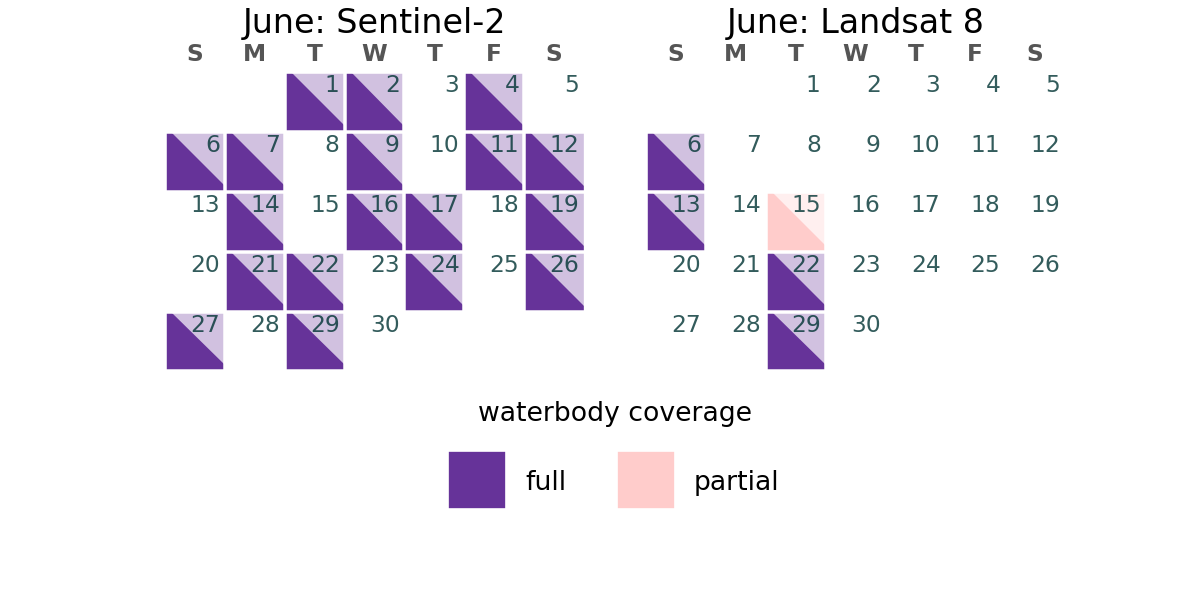 June: Sentinel-2
S M T W T F S
1 2 3 4 5
6 7 8 9 10 11 12
13 14 15 16 17 18 19
20 21 22 23 24 25 26
27 28 29 30
June: Landsat 8
S M T W T F S
1 2 3 4 5
6 7 8 9 10 11 12
13 14 15 16 17 18 19
20 21 22 23 24 25 26
27 28 29 30
waterbody coverage
full
partial